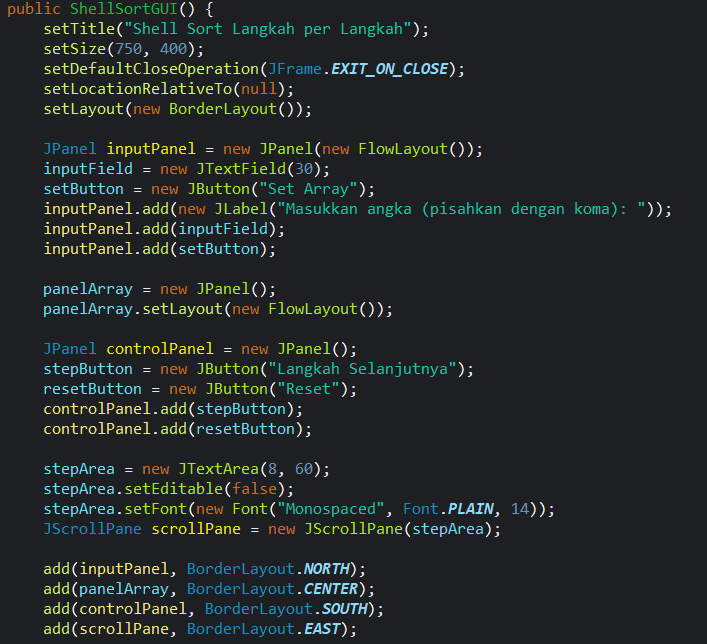 public ShellSortGUI() {
    setTitle("Shell Sort Langkah per Langkah");
    setSize(750, 400);
    setDefaultCloseOperation(JFrame.EXIT_ON_CLOSE);
    setLocationRelativeTo(null);
    setLayout(new BorderLayout());

    JPanel inputPanel = new JPanel(new FlowLayout());
    inputField = new JTextField(30);
    setButton = new JButton("Set Array");
    inputPanel.add(new JLabel("Masukkan angka (pisahkan dengan koma): "));
    inputPanel.add(inputField);
    inputPanel.add(setButton);

    panelArray = new JPanel();
    panelArray.setLayout(new FlowLayout());

    JPanel controlPanel = new JPanel();
    stepButton = new JButton("Langkah Selanjutnya");
    resetButton = new JButton("Reset");
    controlPanel.add(stepButton);
    controlPanel.add(resetButton);

    stepArea = new JTextArea(8, 60);
    stepArea.setEditable(false);
    stepArea.setFont(new Font("Monospaced", Font.PLAIN, 14));
    JScrollPane scrollPane = new JScrollPane(stepArea);

    add(inputPanel, BorderLayout.NORTH);
    add(panelArray, BorderLayout.CENTER);
    add(controlPanel, BorderLayout.SOUTH);
    add(scrollPane, BorderLayout.EAST);